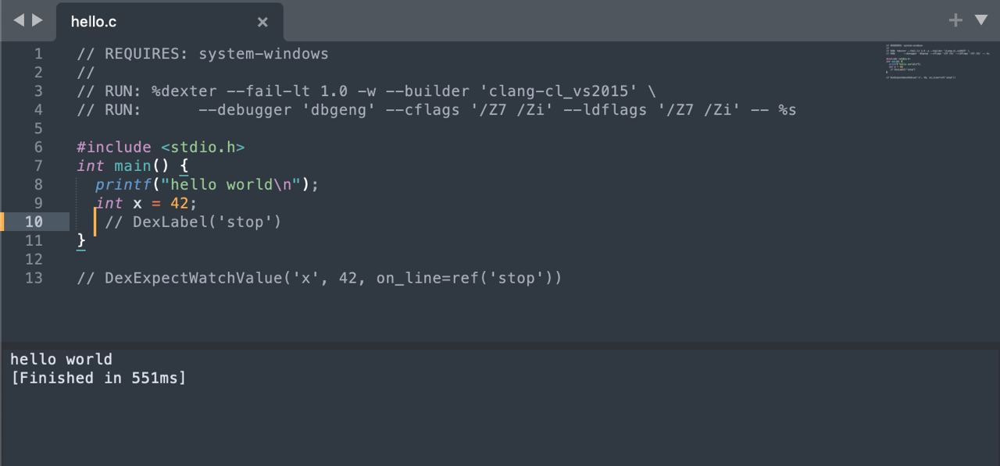 hello.c
1 // REQUIRES: system-windows
2 //
3 // RUN: %dexter --fail-lt 1.0 -w --builder 'clang-cl_vs2015' \
4 // RUN:      --debugger 'dbgeng' --cflags '/Z7 /Zi' --ldflags '/Z7 /Zi' -- %s
5
6 #include <stdio.h>
7 int main() {
8   printf("hello world\n");
9   int x = 42;
10    // DexLabel('stop')
11 }
12
13 // DexExpectWatchValue('x', 42, on_line=ref('stop'))
hello world
[Finished in 551ms]